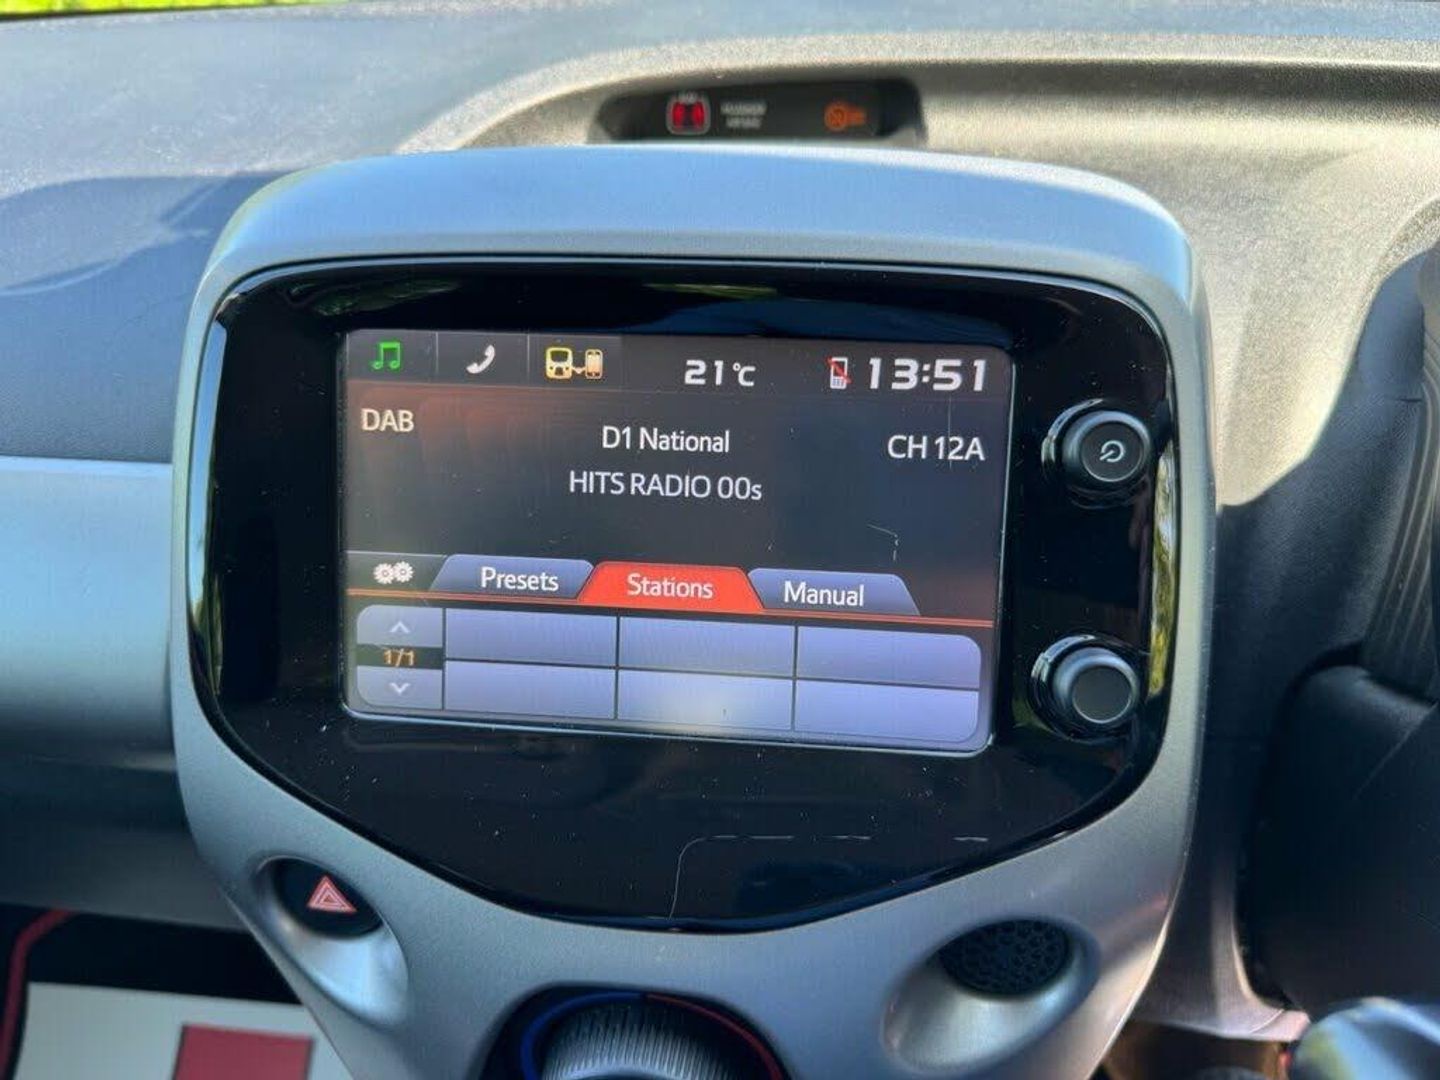 21°C
13:51
DAB
D1 National
CH 12A
HITS RADIO 00s
Presets
Stations
Manual
1/1